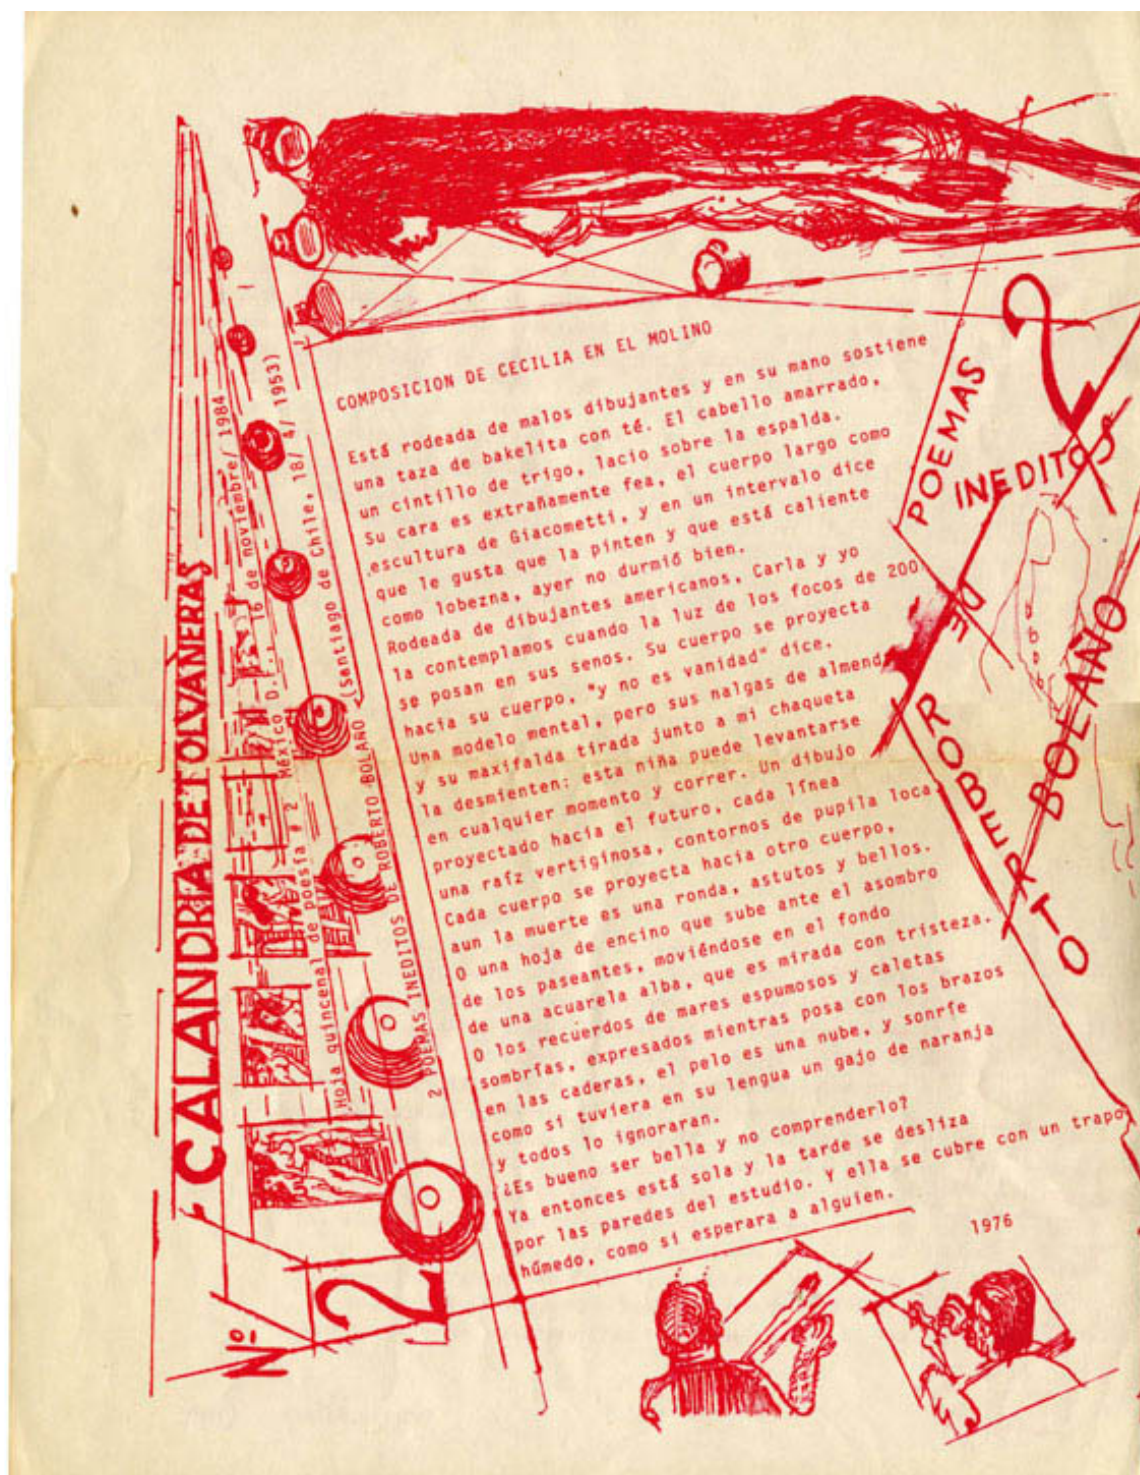 CALANDRIA DE TOLVAÑERAS
Hoja quincenal de poesía # 2 México D.F., 16 de noviembre/ 1984
2 POEMAS INEDITOS DE ROBERTO BOLAÑO (Santiago de Chile, 18/ 4/ 1953)
Nº 2
2
POEMAS
INEDITOS
DE
ROBERTO
BOLAÑO
COMPOSICION DE CECILIA EN EL MOLINO
Está rodeada de malos dibujantes y en su mano sostiene
una taza de bakelita con té. El cabello amarrado,
un cintillo de trigo, lacio sobre la espalda.
Su cara es extrañamente fea, el cuerpo largo como
escultura de Giacometti, y en un intervalo dice
que le gusta que la pinten y que está caliente
como lobezna, ayer no durmió bien.
Rodeada de dibujantes americanos, Carla y yo
la contemplamos cuando la luz de los focos de 200
se posan en sus senos. Su cuerpo se proyecta
hacia su cuerpo, "y no es vanidad" dice.
Una modelo mental, pero sus nalgas de almend
y su maxifalda tirada junto a mi chaqueta
la desmienten: esta niña puede levantarse
en cualquier momento y correr. Un dibujo
proyectado hacia el futuro, cada línea
una raíz vertiginosa, contornos de pupila loca.
Cada cuerpo se proyecta hacia otro cuerpo,
aun la muerte es una ronda, astutos y bellos.
O una hoja de encino que sube ante el asombro
de los paseantes, moviéndose en el fondo
de una acuarela alba, que es mirada con tristeza.
O los recuerdos de mares espumosos y caletas
sombrías, expresados mientras posa con los brazos
en las caderas, el pelo es una nube, y sonríe
como si tuviera en su lengua un gajo de naranja
y todos lo ignoraran.
¿Es bueno ser bella y no comprenderlo?
Ya entonces está sola y la tarde se desliza
por las paredes del estudio. Y ella se cubre con un trapo
húmedo, como si esperara a alguien.
1976